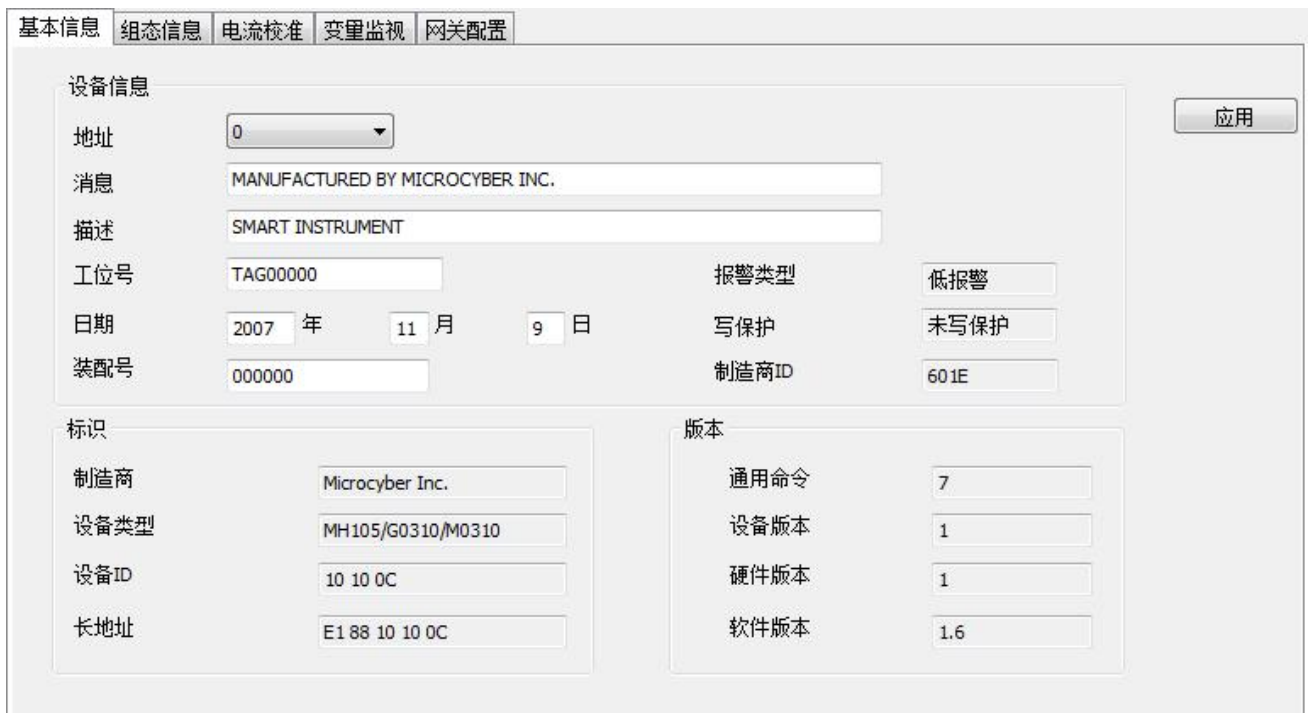 基本信息 组态信息 电流校准 变量监视 网关配置
设备信息
应用
地址 0
消息 MANUFACTURED BY MICROCYBER INC.
描述 SMART INSTRUMENT
工位号 TAG00000 报警类型 低报警
日期 2007 年 11 月 9 日 写保护 未写保护
装配号 000000 制造商ID 601E
标识 版本
制造商 Microcyber Inc. 通用命令 7
设备类型 MH105/G0310/M0310 设备版本 1
设备ID 10 10 0C 硬件版本 1
长地址 E1 88 10 10 0C 软件版本 1.6